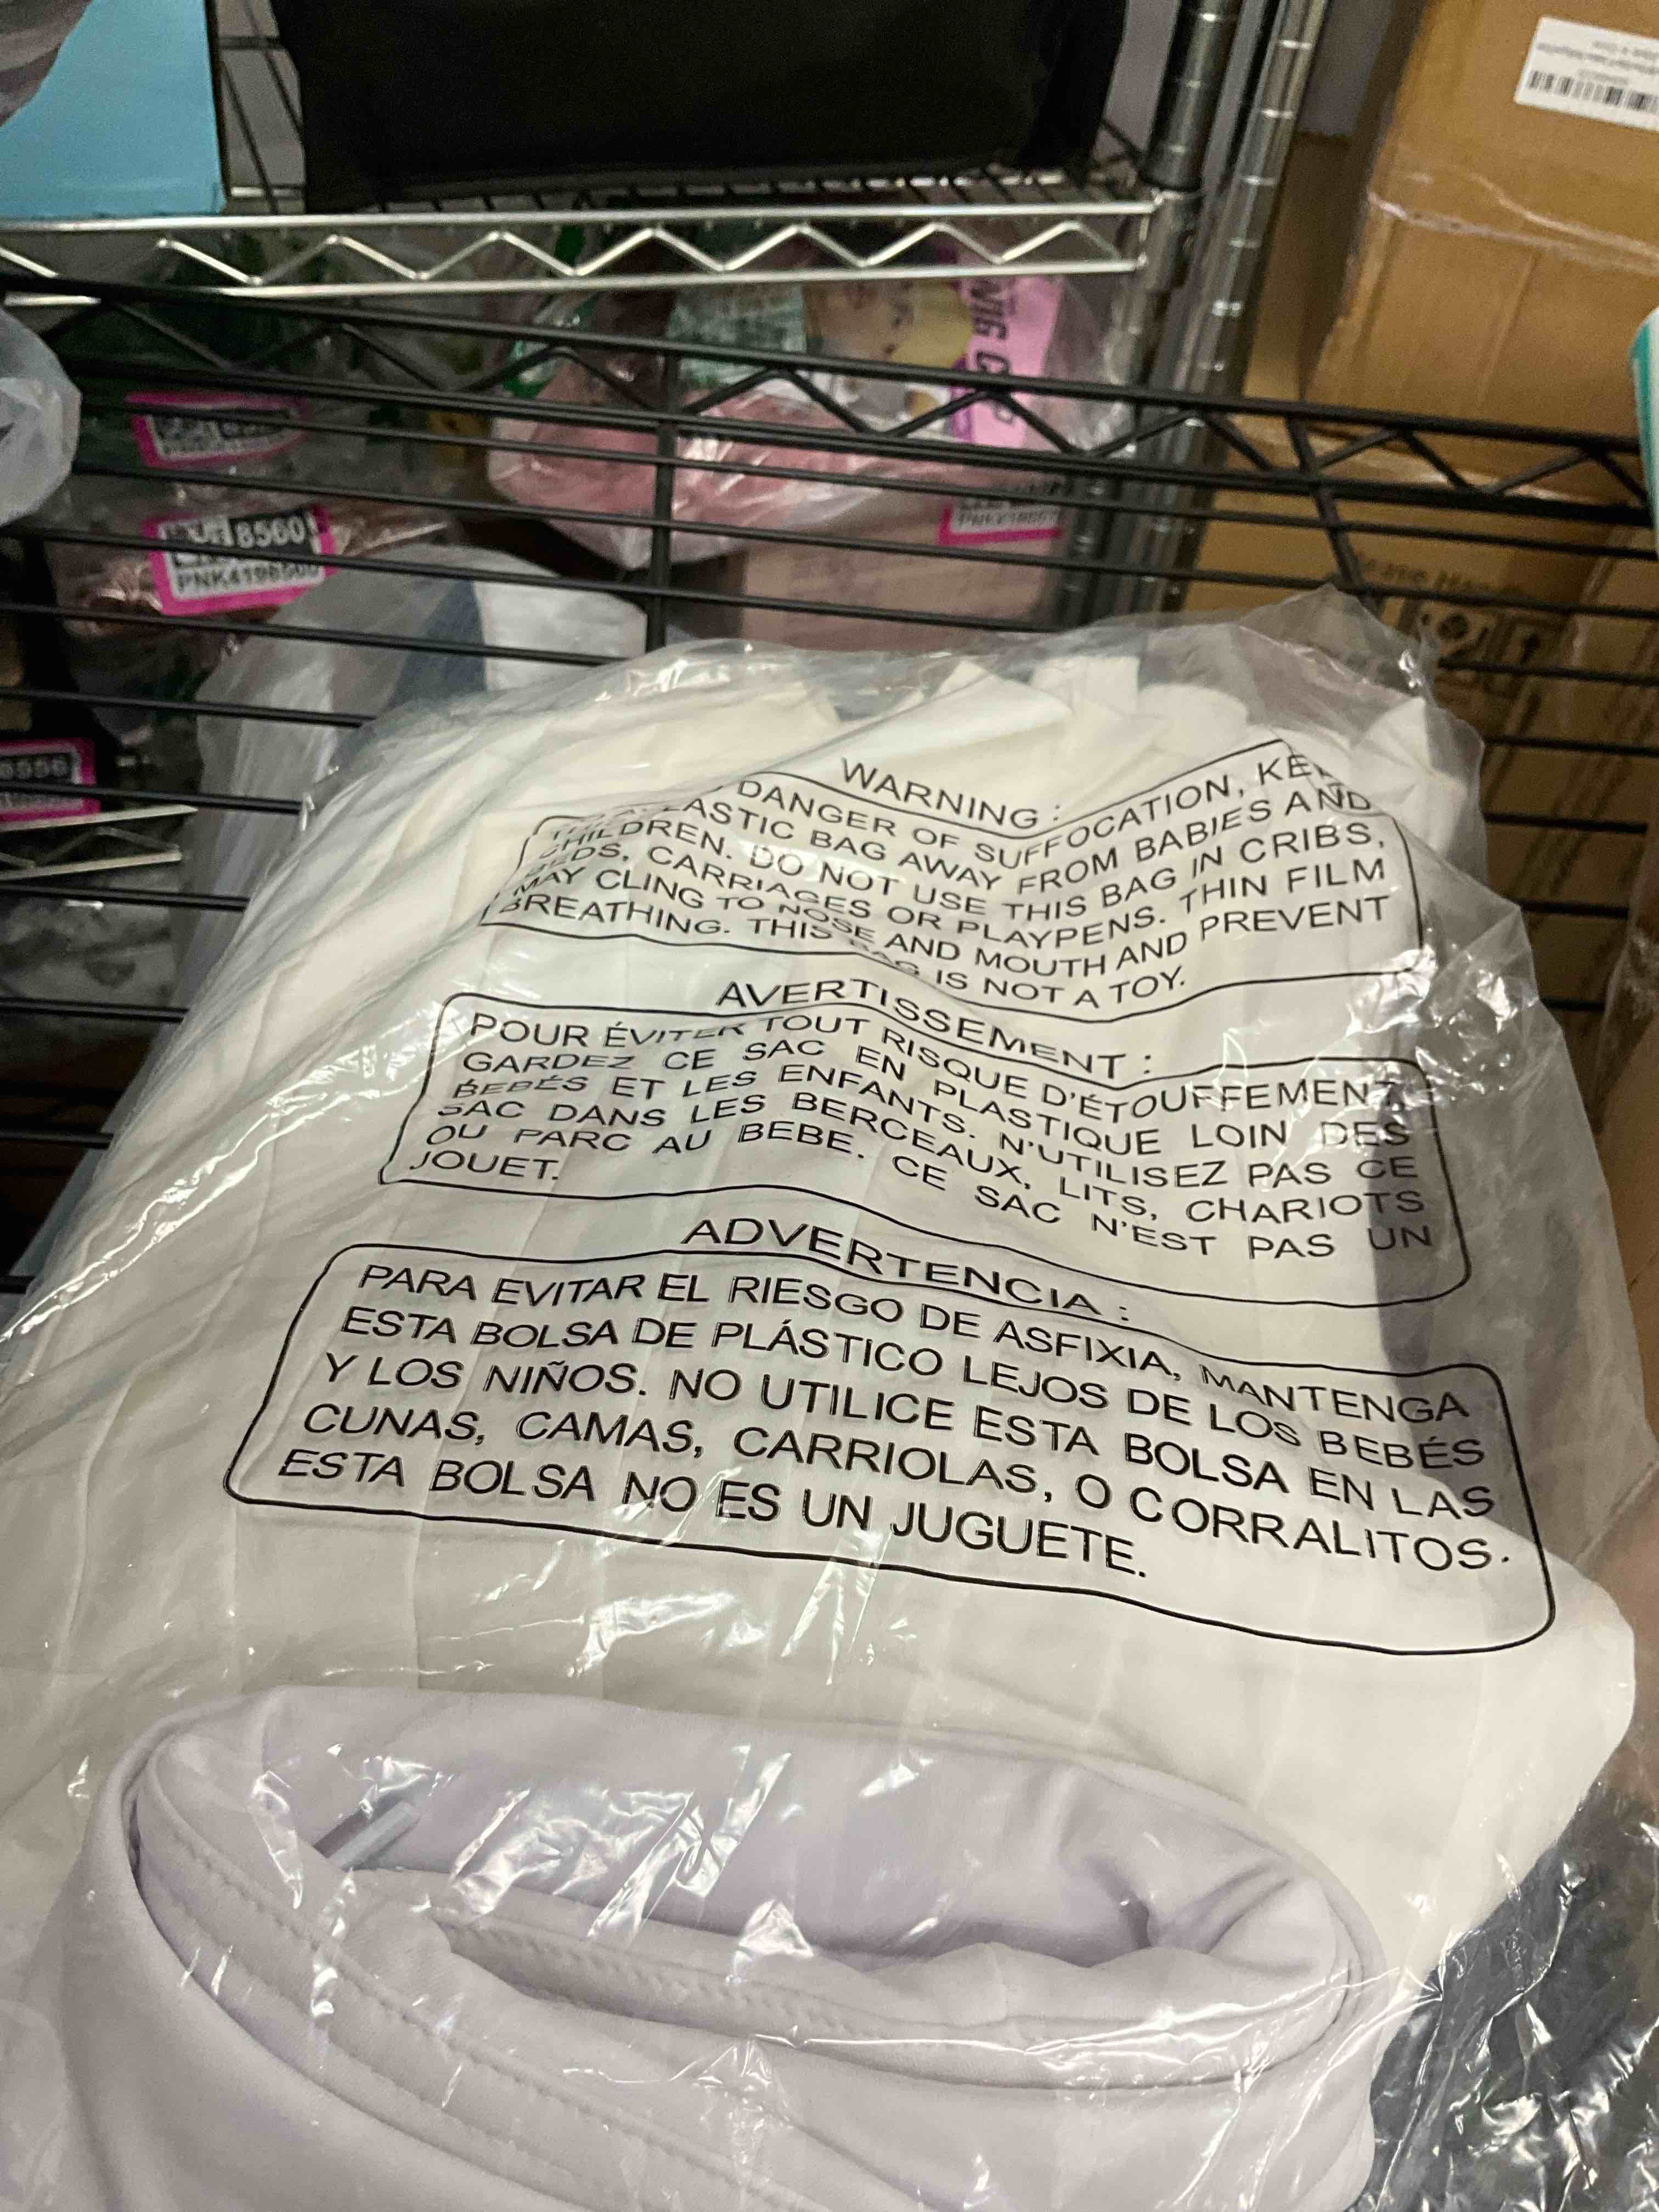 8560
PNK4198560
WARNING :
DANGER OF SUFFOCATION,
BAG AWAY FROM BABIES AND
CHILDREN. DO NOT USE THIS BAG IN CRIBS,
BEDS, CARRIAGES OR PLAYPENS. THIN FILM
MAY CLING TO NOSE AND MOUTH AND PREVENT
BREATHING. THIS BAG IS NOT A TOY.
AVERTISSEMENT :
POUR ÉVITER TOUT RISQUE D'ÉTOUFFEMENT,
GARDEZ CE SAC EN PLASTIQUE LOIN DES
BEBÉS ET LES ENFANTS. N'UTILISEZ PAS CE
SAC DANS LES BERCEAUX, LITS, CHARIOTS
OU PARC AU BEBE. CE SAC N'EST PAS UN
JOUET.
ADVERTENCIA :
PARA EVITAR EL RIESGO DE ASFIXIA, MANTENGA
ESTA BOLSA DE PLÁSTICO LEJOS DE LOS BEBÉS
Y LOS NIÑOS. NO UTILICE ESTA BOLSA EN LAS
CUNAS, CAMAS, CARRIOLAS, O CORRALITOS.
ESTA BOLSA NO ES UN JUGUETE.